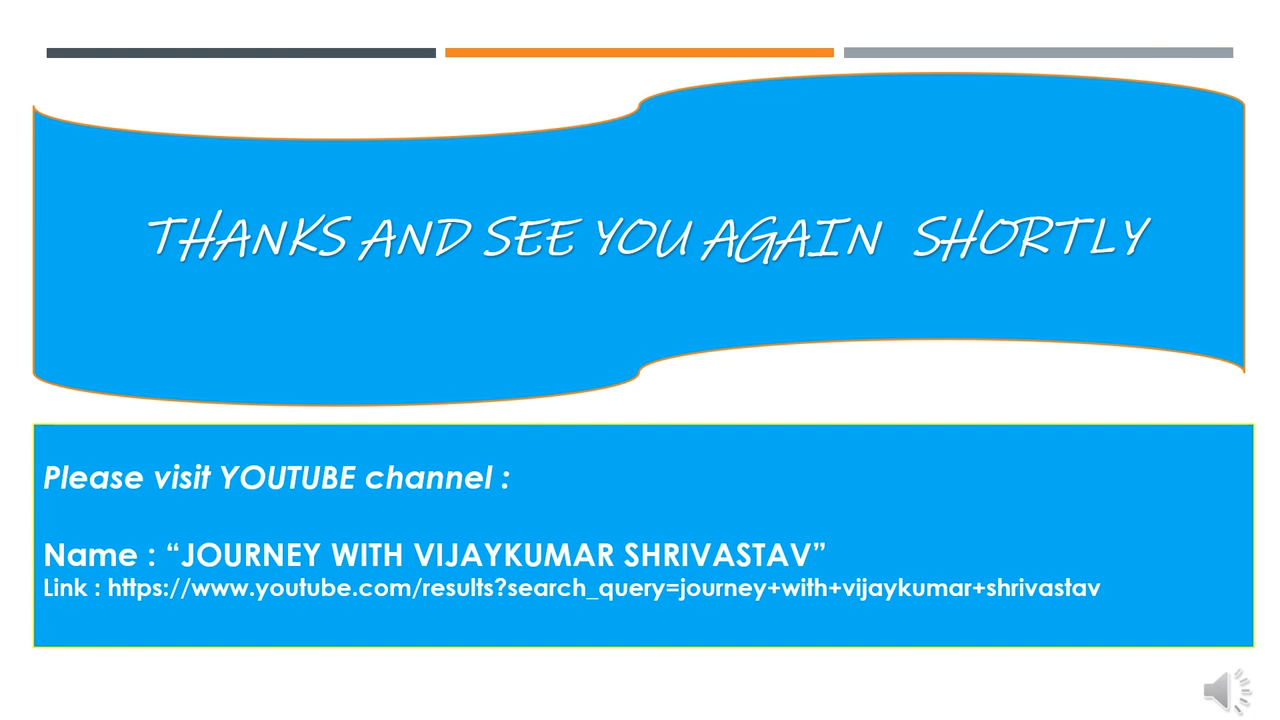 THANKS AND SEE YOU AGAIN SHORTLY
Please visit YOUTUBE channel :
Name : “JOURNEY WITH VIJAYKUMAR SHRIVASTAV”
Link : https://www.youtube.com/results?search_query=journey+with+vijaykumar+shrivastav